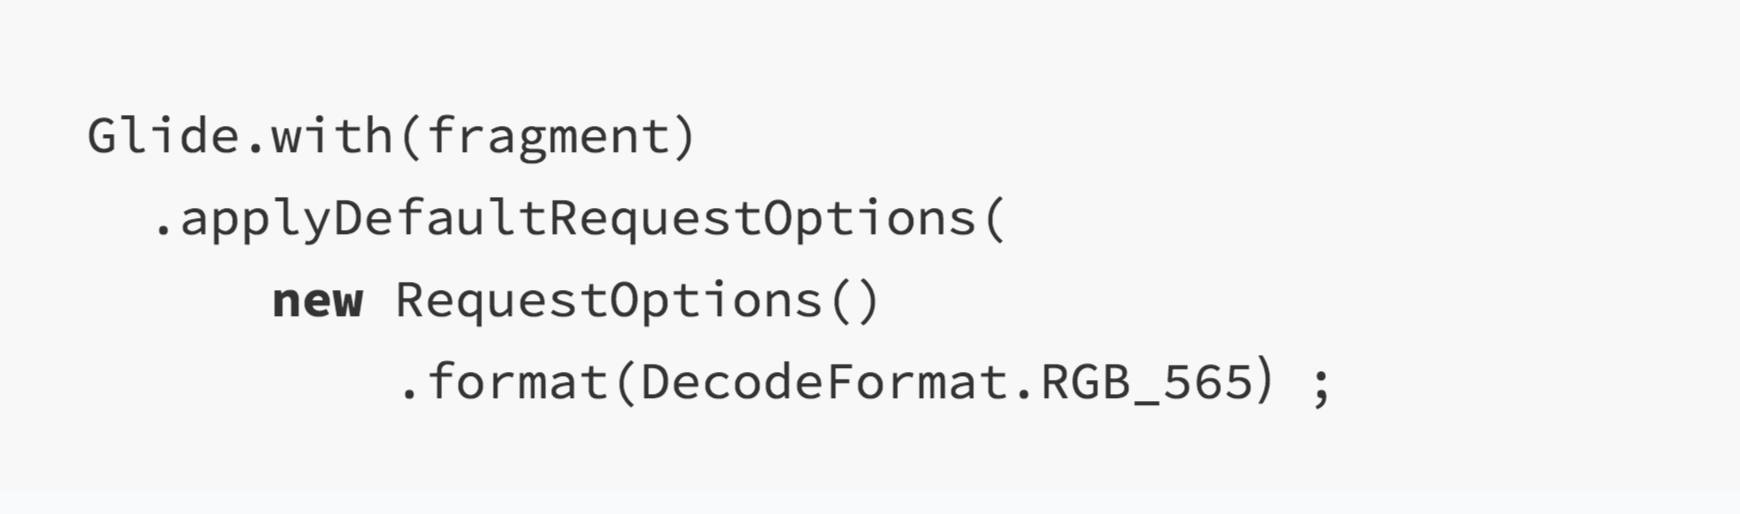 Glide.with(fragment)
.applyDefaultRequestOptions(
new RequestOptions()
.format(DecodeFormat.RGB_565) ;